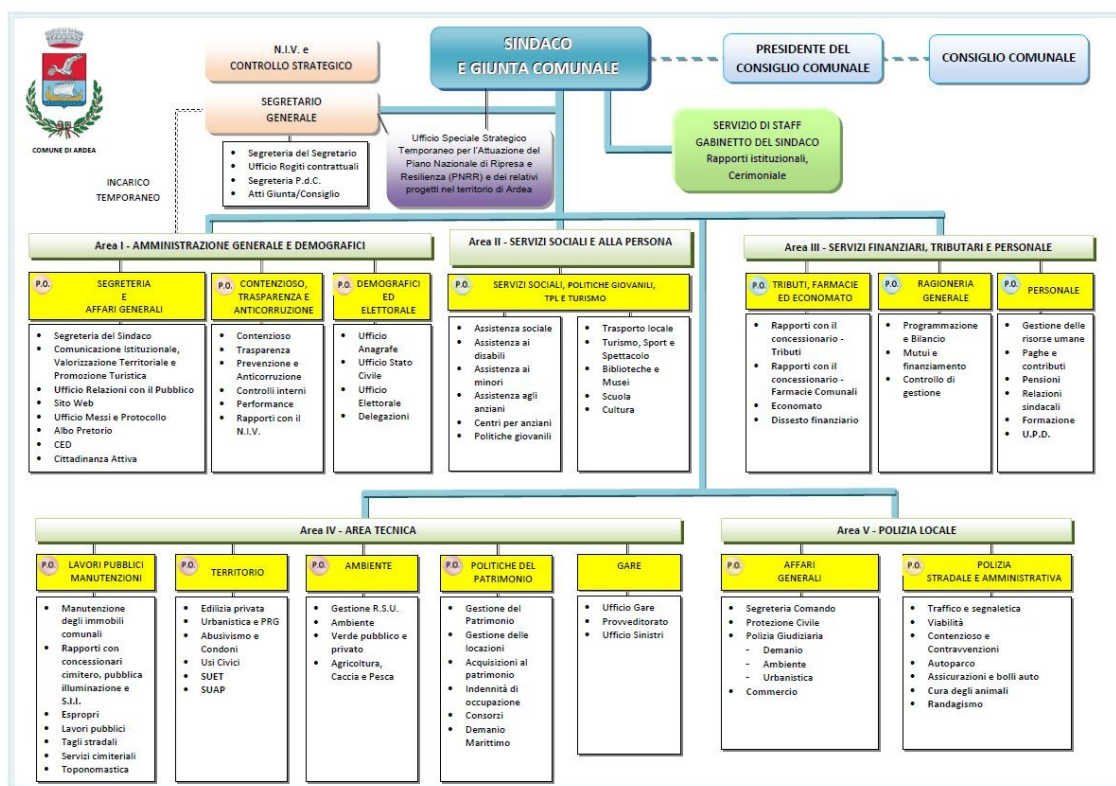 COMUNE DI ARDEA
N.I.V. e
CONTROLLO STRATEGICO
SINDACO
E GIUNTA COMUNALE
PRESIDENTE DEL
CONSIGLIO COMUNALE
CONSIGLIO COMUNALE
SEGRETARIO
GENERALE
Segreteria del Segretario
Ufficio Rogiti contrattuali
Segreteria P.d.C.
Atti Giunta/Consiglio
Ufficio Speciale Strategico
Temporaneo per l'Attuazione del
Piano Nazionale di Ripresa e
Resilienza (PNRR) e dei relativi
progetti nel territorio di Ardea
SERVIZIO DI STAFF
GABINETTO DEL SINDACO
Rapporti istituzionali,
Cerimoniale
INCARICO
TEMPORANEO
Area I - AMMINISTRAZIONE GENERALE E DEMOGRAFICI
P.O. SEGRETERIA
E
AFFARI GENERALI
Segreteria del Sindaco
Comunicazione Istituzionale,
Valorizzazione Territoriale e
Promozione Turistica
Ufficio Relazioni con il Pubblico
Sito Web
Ufficio Messi e Protocollo
Albo Pretorio
CED
Cittadinanza Attiva
P.O. CONTENZIOSO,
TRASPARENZA E
ANTICORRUZIONE
Contenzioso
Trasparenza
Prevenzione e
Anticorruzione
Controlli interni
Performance
Rapporti con il
N.I.V.
P.O. DEMOGRAFICI
ED
ELETTORALE
Ufficio
Anagrafe
Ufficio Stato
Civile
Ufficio
Elettorale
Delegazioni
Area II - SERVIZI SOCIALI E ALLA PERSONA
P.O. SERVIZI SOCIALI, POLITICHE GIOVANILI,
TPL E TURISMO
Assistenza sociale
Assistenza ai
disabili
Assistenza ai
minori
Assistenza agli
anziani
Centri per anziani
Politiche giovanili
Trasporto locale
Turismo, Sport e
Spettacolo
Biblioteche e
Musei
Scuola
Cultura
Area III - SERVIZI FINANZIARI, TRIBUTARI E PERSONALE
P.O. TRIBUTI, FARMACIE
ED ECONOMATO
Rapporti con il
concessionario -
Tributi
Rapporti con il
concessionario -
Farmacie Comunali
Economato
Dissesto finanziario
P.O. RAGIONERIA
GENERALE
Programmazione
e Bilancio
Mutui e
finanziamento
Controllo di
gestione
P.O. PERSONALE
Gestione delle
risorse umane
Paghe e
contributi
Pensioni
Relazioni
sindacali
Formazione
U.P.D.
Area IV - AREA TECNICA
P.O. LAVORI PUBBLICI
MANUTENZIONI
Manutenzione
degli immobili
comunali
Rapporti con
concessionari
cimitero, pubblica
illuminazione e
S.I.I.
Espropri
Lavori pubblici
Tagli stradali
Servizi cimiteriali
Toponomastica
P.O. TERRITORIO
Edilizia privata
Urbanistica e PRG
Abusivismo e
Condoni
Usi Civici
SUET
SUAP
P.O. AMBIENTE
Gestione R.S.U.
Ambiente
Verde pubblico e
privato
Agricoltura,
Caccia e Pesca
P.O. POLITICHE DEL
PATRIMONIO
Gestione del
Patrimonio
Gestione delle
locazioni
Acquisizioni al
patrimonio
Indennità di
occupazione
Consorzi
Demanio
Marittimo
GARE
Ufficio Gare
Provveditorato
Ufficio Sinistri
Area V - POLIZIA LOCALE
P.O. AFFARI
GENERALI
Segreteria Comando
Protezione Civile
Polizia Giudiziaria
- Demanio
- Ambiente
- Urbanistica
Commercio
P.O. POLIZIA
STRADALE E AMMINISTRATIVA
Traffico e segnaletica
Viabilità
Contenzioso e
Contravvenzioni
Autoparco
Assicurazioni e bolli auto
Cura degli animali
Randagismo